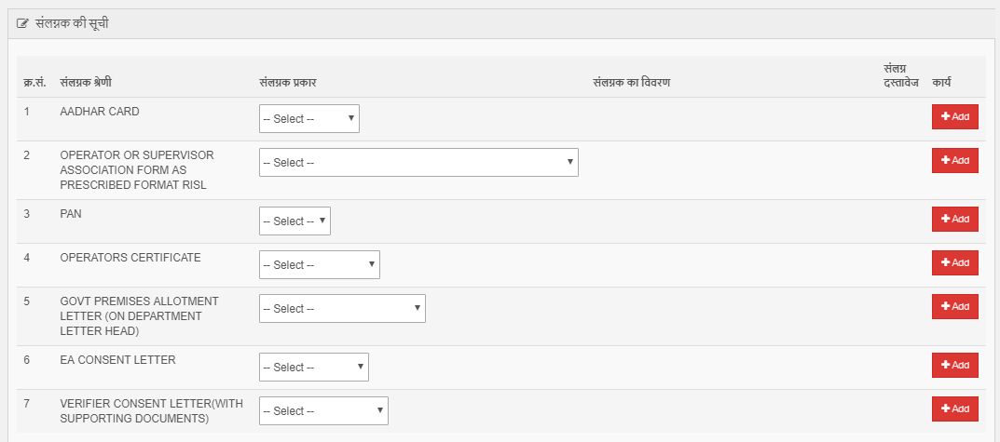 संलग्नक की सूची
क्र.सं. संलग्रक श्रेणी संलग्रक प्रकार संलग्रक का विवरण संलग्र दस्तावेज कार्य
1 AADHAR CARD -- Select -- Add
2 OPERATOR OR SUPERVISOR ASSOCIATION FORM AS PRESCRIBED FORMAT RISL -- Select -- Add
3 PAN -- Select -- Add
4 OPERATORS CERTIFICATE -- Select -- Add
5 GOVT PREMISES ALLOTMENT LETTER (ON DEPARTMENT LETTER HEAD) -- Select -- Add
6 EA CONSENT LETTER -- Select -- Add
7 VERIFIER CONSENT LETTER(WITH SUPPORTING DOCUMENTS) -- Select -- Add